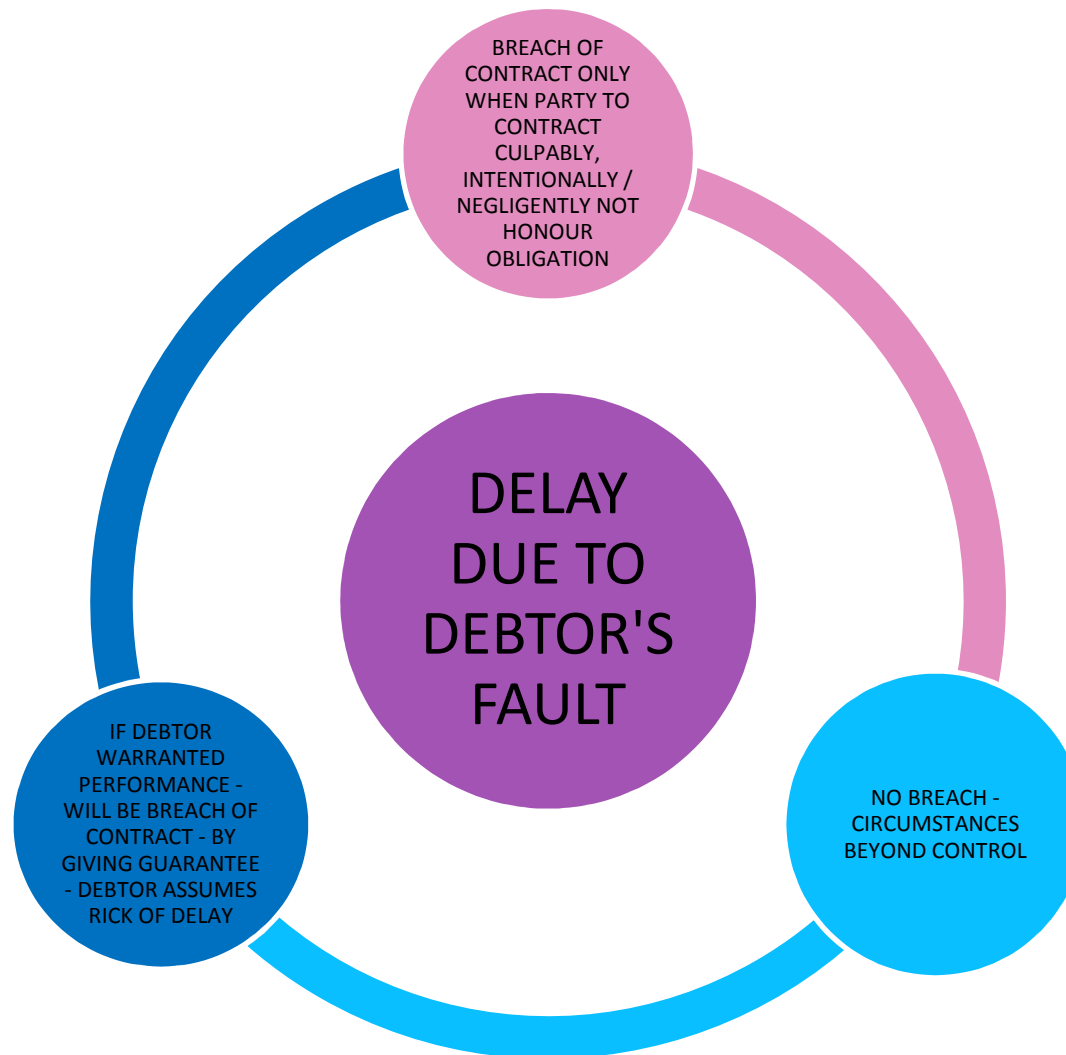 BREACH OF
CONTRACT ONLY
WHEN PARTY TO
CONTRACT
CULPABLY,
INTENTIONALLY /
NEGLIGENTLY NOT
HONOUR
OBLIGATION
DELAY
DUE TO
DEBTOR'S
FAULT
IF DEBTOR
WARRANTED
PERFORMANCE -
WILL BE BREACH OF
CONTRACT - BY
GIVING GUARANTEE
- DEBTOR ASSUMES
RICK OF DELAY
NO BREACH -
CIRCUMSTANCES
BEYOND CONTROL